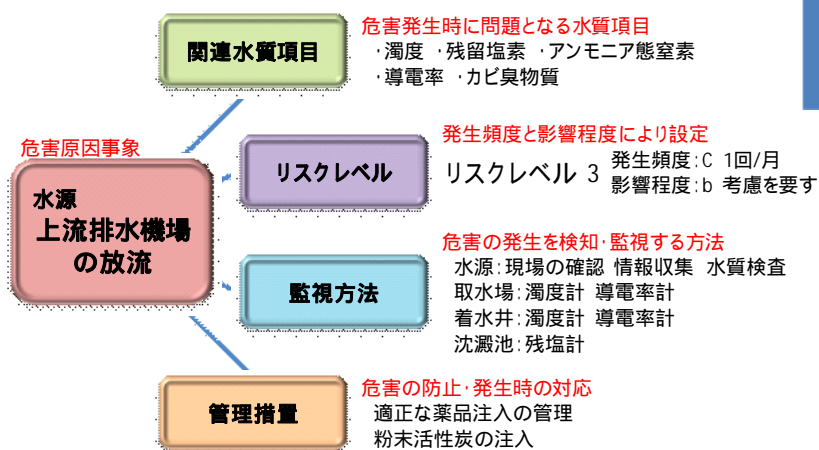 関連水質項目
危害発生時に問題となる水質項目
・濁度 ・残留塩素 ・アンモニア態窒素
・導電率 ・カビ臭物質
危害原因事象
水源
上流排水機場
の放流
リスクレベル
発生頻度と影響程度により設定
リスクレベル 3
発生頻度:C 1回/月
影響程度:b 考慮を要す
監視方法
危害の発生を検知・監視する方法
水源:現場の確認 情報収集 水質検査
取水場:濁度計 導電率計
着水井:濁度計 導電率計
沈澱池:残塩計
管理措置
危害の防止・発生時の対応
適正な薬品注入の管理
粉末活性炭の注入